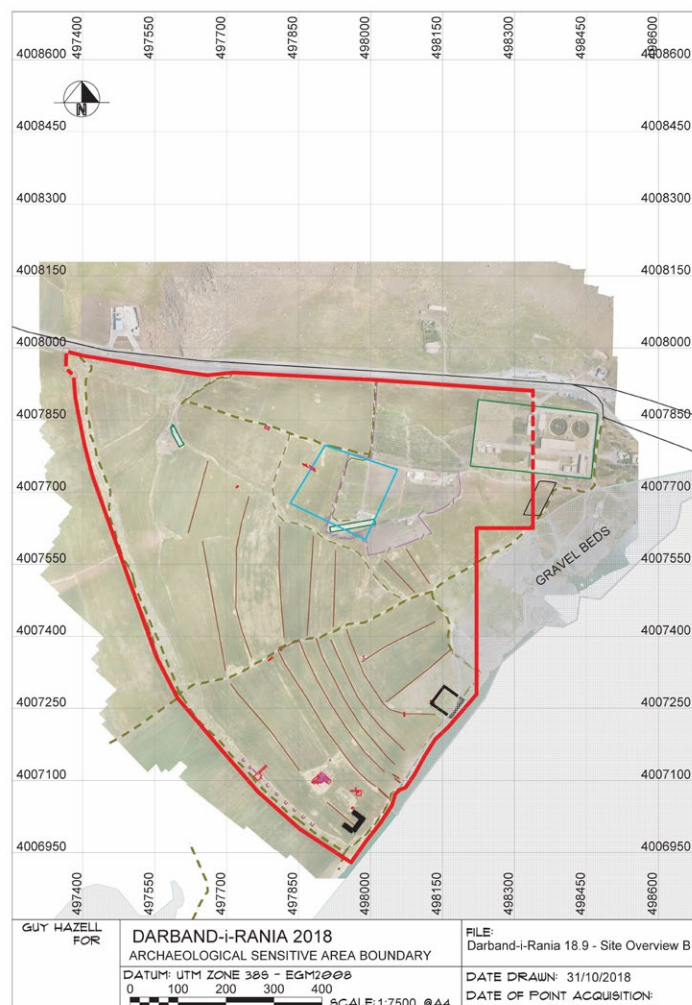 497400 497550 497700 497850 498000 498150 498300 498450 498600
4008600 4008600
N
4008450 4008450
4008300 4008300
4008150 4008150
4008000 4008000
4007850 4007850
4007700 4007700
4007550 4007550
GRAVEL BEDS
4007400 4007400
4007250 4007250
4007100 4007100
4006950 4006950
497400 497550 497700 497850 498000 498150 498300 498450 498600
GUY HAZELL
FOR
DARBAND-i-RANIA 2018
ARCHAEOLOGICAL SENSITIVE AREA BOUNDARY
DATUM: UTM ZONE 38S - EGM2008
0 100 200 300 400
SCALE: 1:7500 @A4
FILE:
Darband-i-Rania 18.9 - Site Overview B
DATE DRAWN: 31/10/2018
DATE OF POINT ACQUISITION: